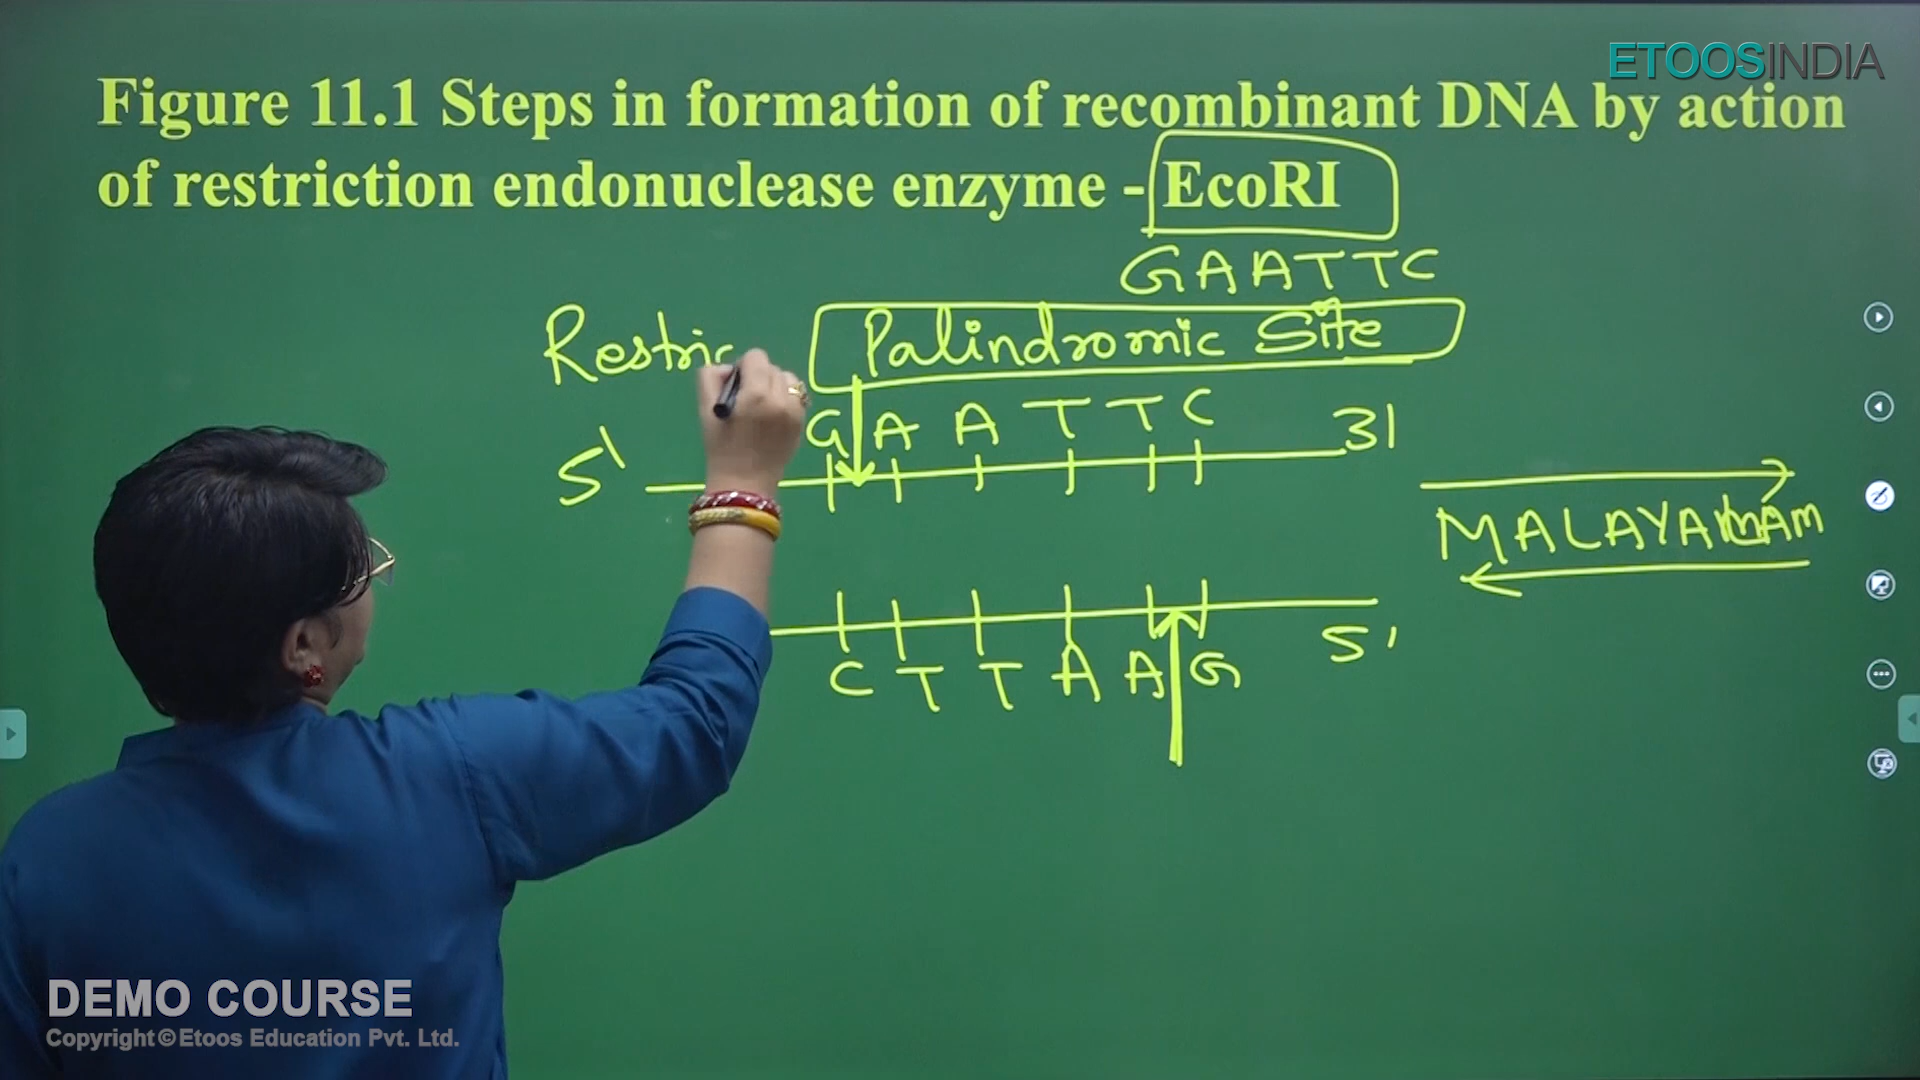 ETOOSINDIA
Figure 11.1 Steps in formation of recombinant DNA by action
of restriction endonuclease enzyme - EcoRI
GAATTC
Restric
Palindromic Site
G A A T T C
5' 3'
MALAYALAM
C T T A A G
5'
DEMO COURSE
Copyright © Etoos Education Pvt. Ltd.